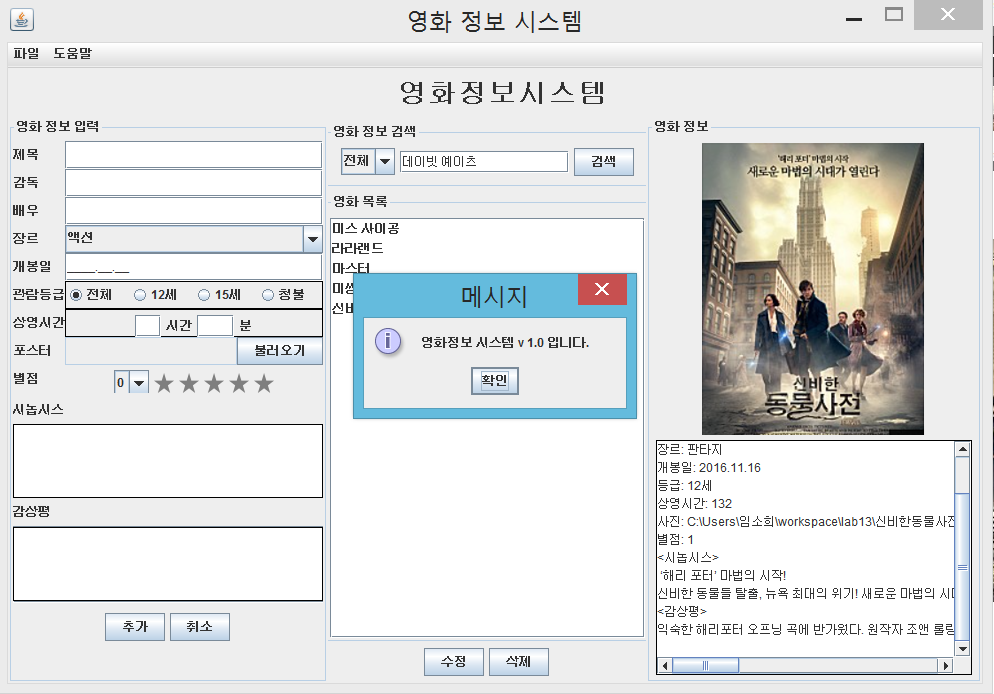 영화 정보 시스템
파일 도움말
영화정보시스템
영화 정보 입력
제목
감독
배우
장르 액션
개봉일 ____.__.__
관람등급 전체 12세 15세 청불
상영시간 시간 분
포스터 불러오기
별점 0 ★★★★★
시놉시스
감상평
추가 취소
영화 정보 검색
전체 데이빗 예이츠 검색
영화 목록
미스 사이공
라라랜드
마스터
수정 삭제
메시지
영화정보 시스템 v 1.0 입니다.
확인
영화 정보
'해리 포터' 마법의 시작
새로운 마법의 시대가 열린다
신비한
동물사전
장르: 판타지
개봉일: 2016.11.16
등급: 12세
상영시간: 132
사진: C:\Users\임소희\workspace\lab13\신비한동물사전
별점: 1
<시놉시스>
'해리 포터' 마법의 시작!
신비한 동물들 탈출, 뉴욕 최대의 위기! 새로운 마법의 시대
<감상평>
익숙한 해리포터 오프닝 곡에 반가웠다. 원작자 조앤 롤링